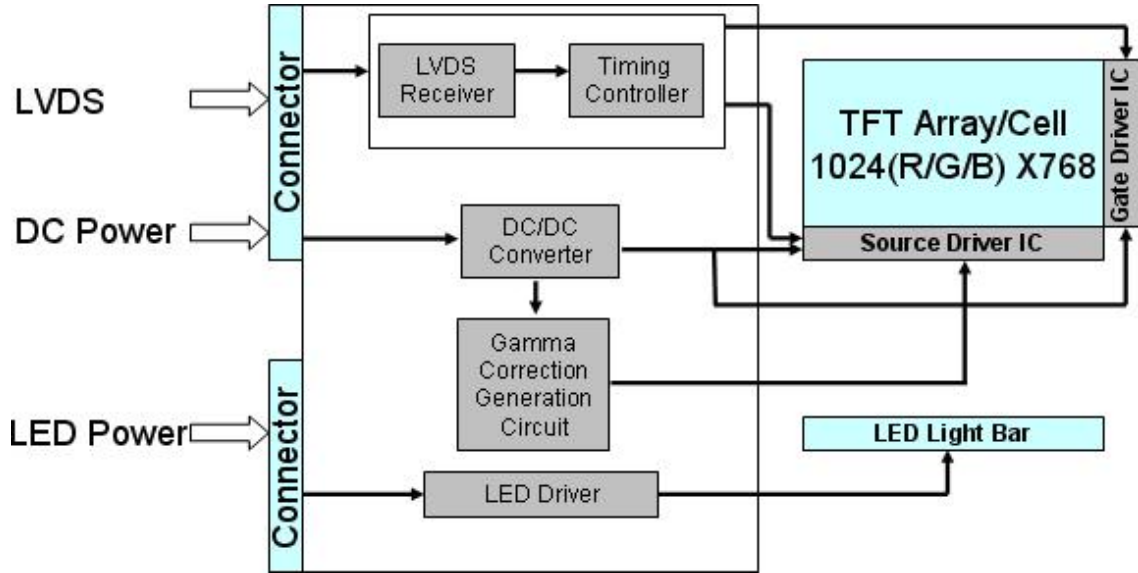 LVDS
DC Power
LED Power
Connector
Connector
LVDS
Receiver
Timing
Controller
DC/DC
Converter
Gamma
Correction
Generation
Circuit
LED Driver
TFT Array/Cell
1024(R/G/B) X768
Gate Driver IC
Source Driver IC
LED Light Bar